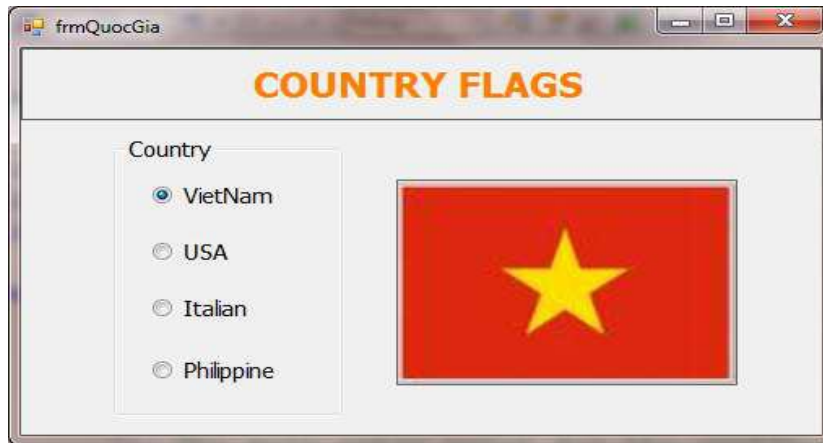 frmQuocGia
COUNTRY FLAGS
Country
VietNam
USA
Italian
Philippine